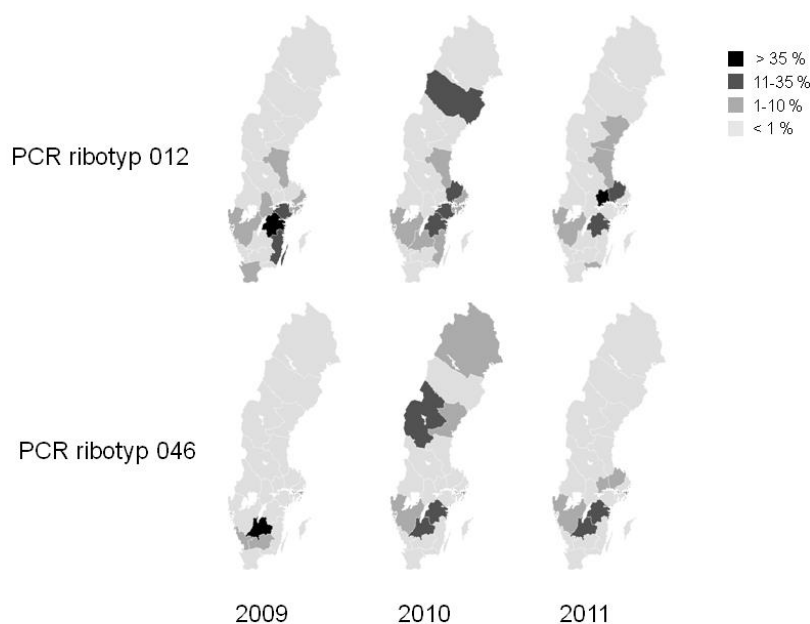 > 35 %
11-35 %
1-10 %
< 1 %
PCR ribotyp 012
PCR ribotyp 046
2009 2010 2011